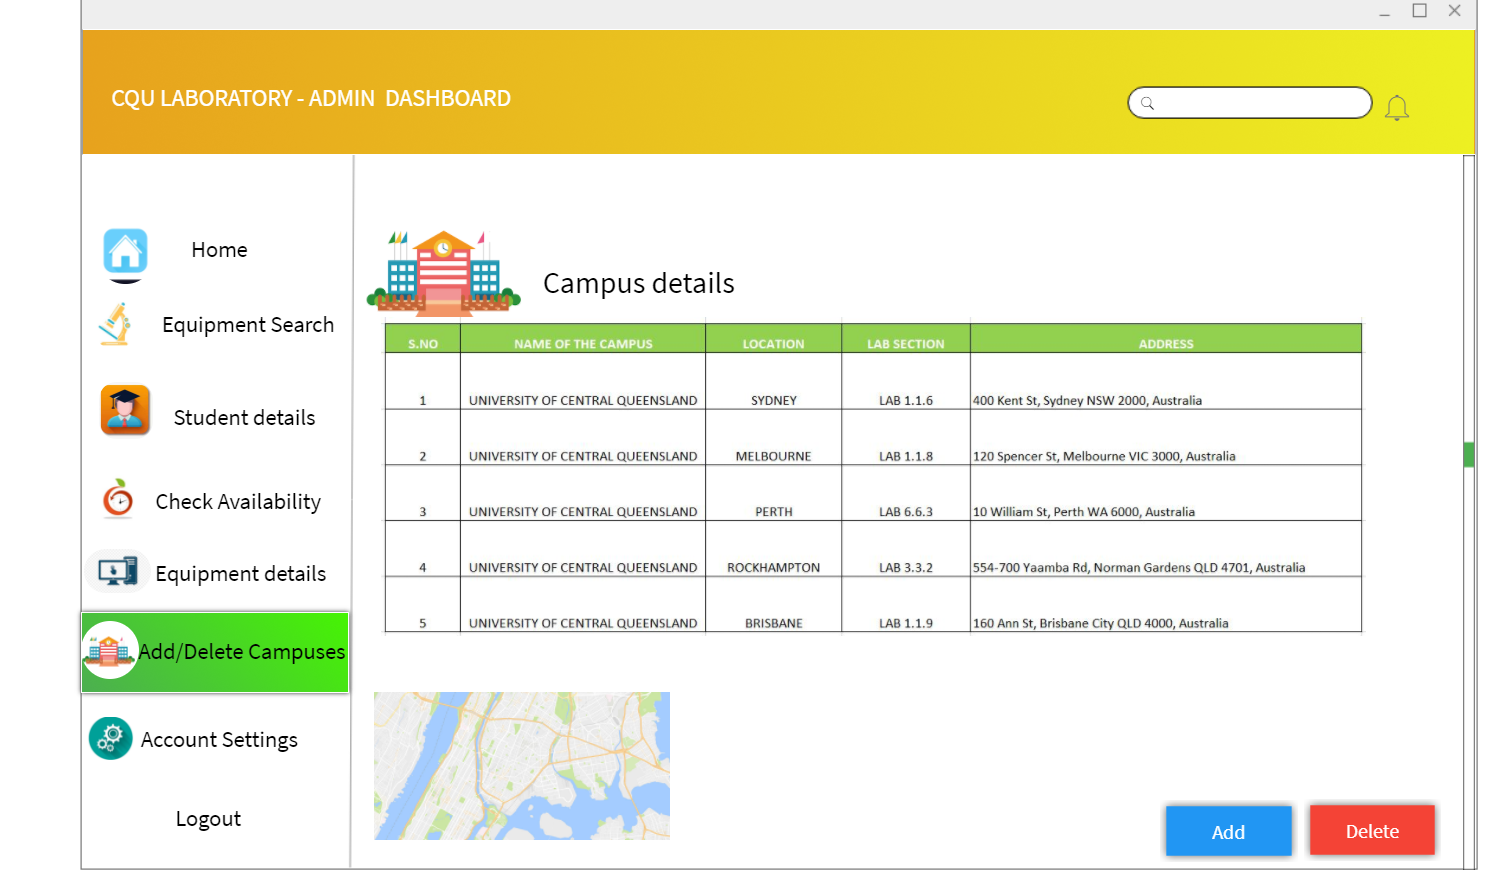 CQU LABORATORY - ADMIN DASHBOARD
Home
Equipment Search
Student details
Check Availability
Equipment details
Add/Delete Campuses
Account Settings
Logout
Campus details
S.NO NAME OF THE CAMPUS LOCATION LAB SECTION ADDRESS
1 UNIVERSITY OF CENTRAL QUEENSLAND SYDNEY LAB 1.1.6 400 Kent St, Sydney NSW 2000, Australia
2 UNIVERSITY OF CENTRAL QUEENSLAND MELBOURNE LAB 1.1.8 120 Spencer St, Melbourne VIC 3000, Australia
3 UNIVERSITY OF CENTRAL QUEENSLAND PERTH LAB 6.6.3 10 William St, Perth WA 6000, Australia
4 UNIVERSITY OF CENTRAL QUEENSLAND ROCKHAMPTON LAB 3.3.2 554-700 Yaamba Rd, Norman Gardens QLD 4701, Australia
5 UNIVERSITY OF CENTRAL QUEENSLAND BRISBANE LAB 1.1.9 160 Ann St, Brisbane City QLD 4000, Australia
Add
Delete